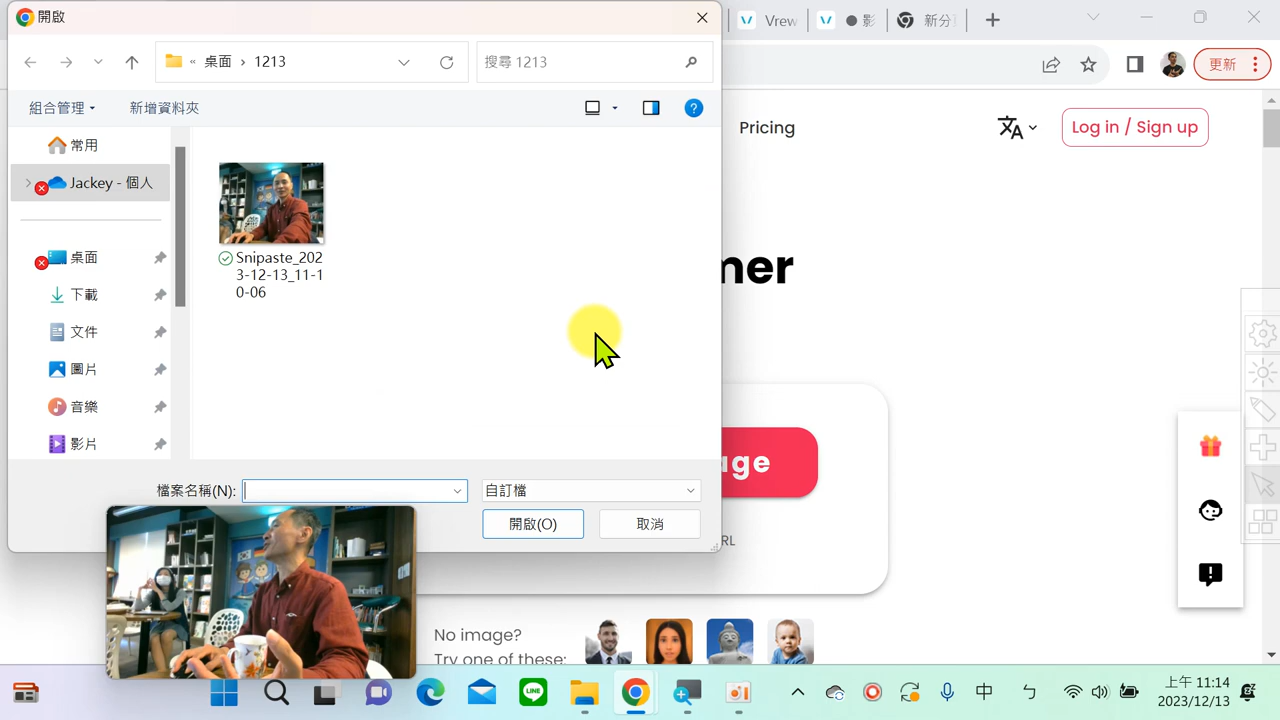 開啟
Vrew
影
新分
« 桌面 › 1213
搜尋 1213
更新
組合管理
新增資料夾
Pricing
Log in / Sign up
常用
Jackey - 個人
桌面
下載
文件
圖片
音樂
影片
Snipaste_202
3-12-13_11-1
0-06
mer
age
RL
檔案名稱(N):
自訂檔
開啟(O)
取消
No image?
Try one of these:
LINE
中
ㄅ
上午 11:14
2023/12/13